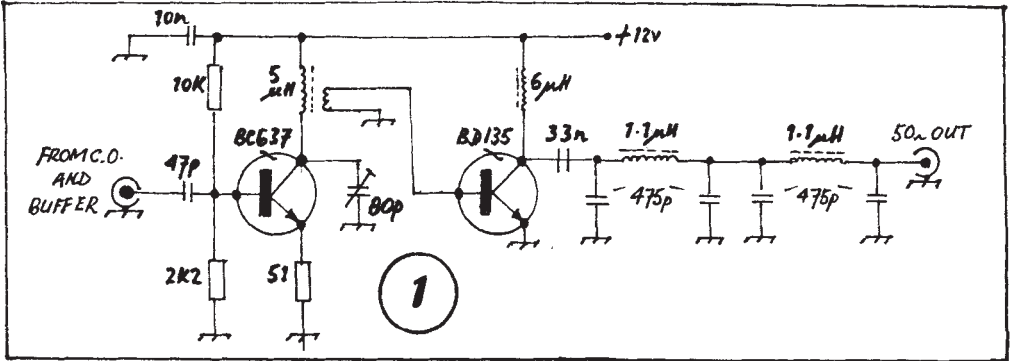 10n
+12v
10K
5
µH
6µH
BC637
BD135
33n
1.1µH
1.1µH
50Ω OUT
FROM C.O.
AND
BUFFER
47p
80p
475p
475p
2K2
51
1